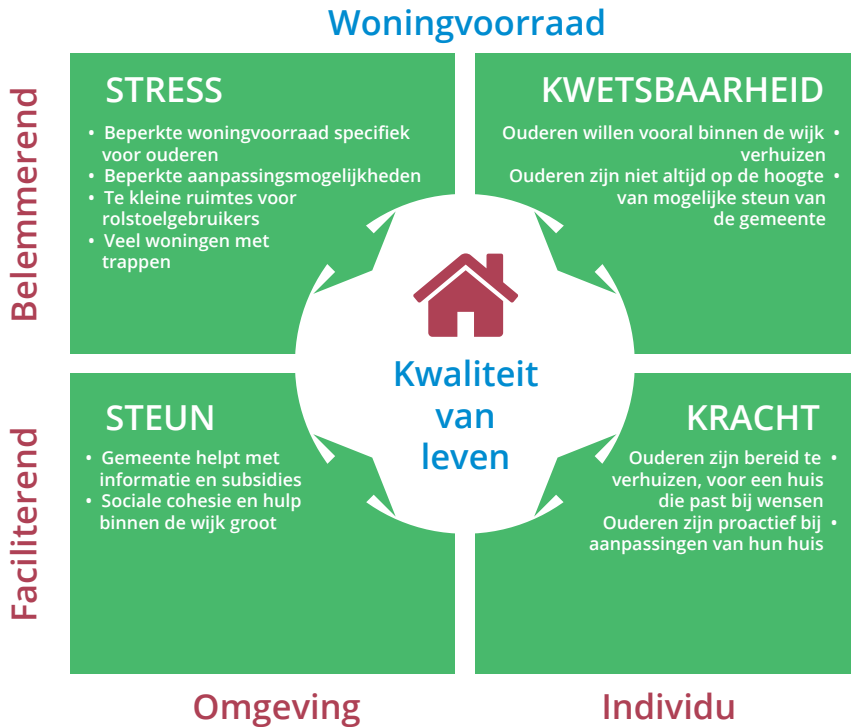 Woningvoorraad
Belemmerend
STRESS
• Beperkte woningvoorraad specifiek
voor ouderen
• Beperkte aanpassingsmogelijkheden
• Te kleine ruimtes voor
rolstoelgebruikers
• Veel woningen met
trappen
KWETSBAARHEID
Ouderen willen vooral binnen de wijk •
verhuizen
Ouderen zijn niet altijd op de hoogte •
van mogelijke steun van
de gemeente
Kwaliteit
van
leven
Faciliterend
STEUN
• Gemeente helpt met
informatie en subsidies
• Sociale cohesie en hulp
binnen de wijk groot
KRACHT
Ouderen zijn bereid te •
verhuizen, voor een huis
die past bij wensen
Ouderen zijn proactief bij •
aanpassingen van hun huis
Omgeving
Individu